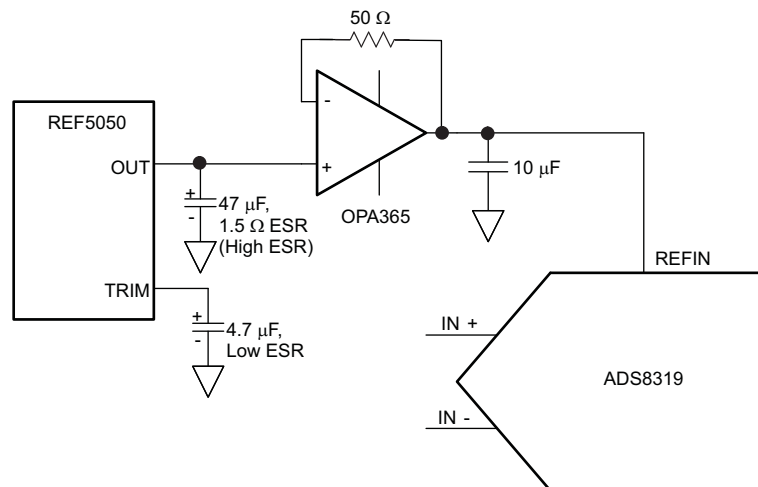 50 Ω
REF5050
OUT
-
+
OPA365
10 μF
+
-
47 μF,
1.5 Ω ESR
(High ESR)
TRIM
+
-
4.7 μF,
Low ESR
REFIN
IN +
ADS8319
IN -